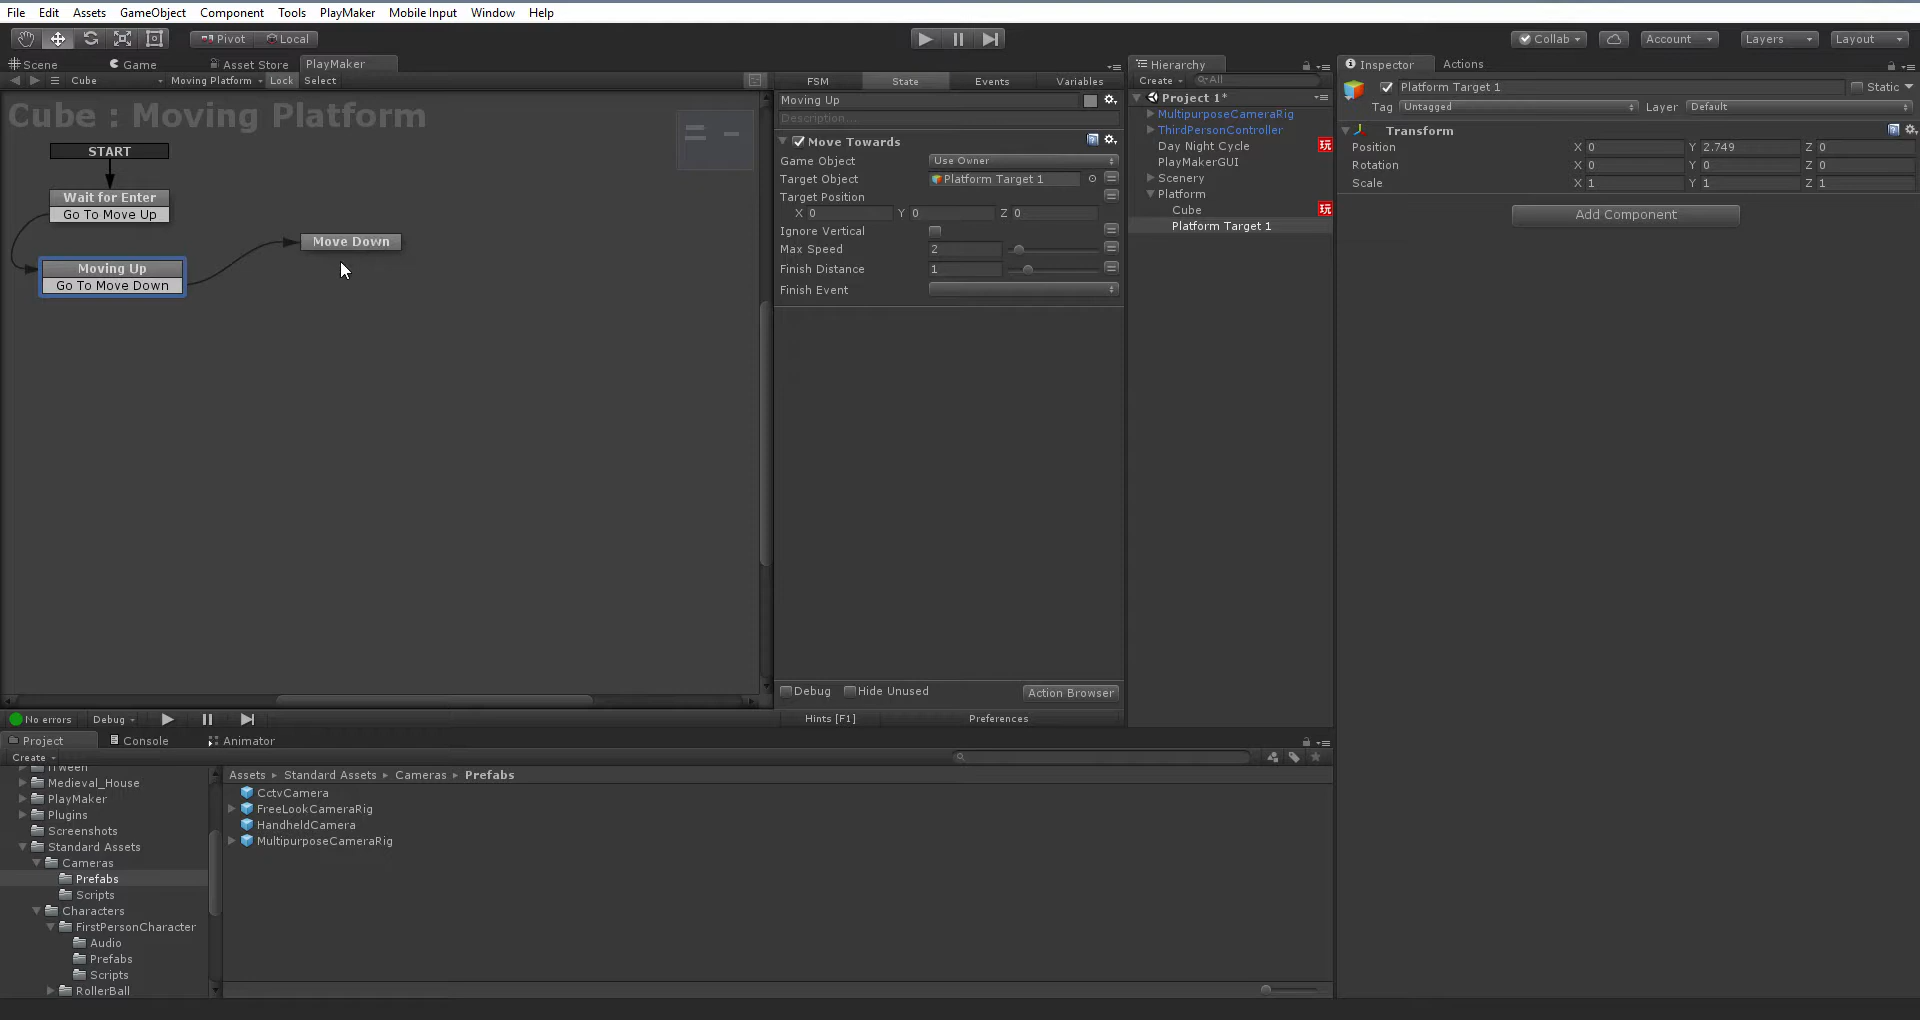 File Edit Assets GameObject Component Tools PlayMaker Mobile Input Window Help
Pivot Local Collab Account Layers Layout
Scene Game Asset Store PlayMaker Hierarchy Inspector Actions
Cube Moving Platform Lock Select FSM State Events Variables Create All
Cube : Moving Platform
START
Wait for Enter
Go To Move Up
Moving Up
Go To Move Down
Move Down
Moving Up
Description...
Move Towards
Game Object Use Owner
Target Object Platform Target 1
Target Position
X 0 Y 0 Z 0
Ignore Vertical
Max Speed 2
Finish Distance 1
Finish Event
Debug Hide Unused Action Browser
Hints [F1] Preferences
Project 1*
MultipurposeCameraRig
ThirdPersonController
Day Night Cycle 玩
PlayMakerGUI
Scenery
Platform
Cube 玩
Platform Target 1
Platform Target 1 Static
Tag Untagged Layer Default
Transform
Position X 0 Y 2.749 Z 0
Rotation X 0 Y 0 Z 0
Scale X 1 Y 1 Z 1
Add Component
No errors Debug
Project Console Animator
Create
iTween
Medieval_House
PlayMaker
Plugins
Screenshots
Standard Assets
Cameras
Prefabs
Scripts
Characters
FirstPersonCharacter
Audio
Prefabs
Scripts
RollerBall
Assets ▸ Standard Assets ▸ Cameras ▸ Prefabs
CctvCamera
FreeLookCameraRig
HandheldCamera
MultipurposeCameraRig